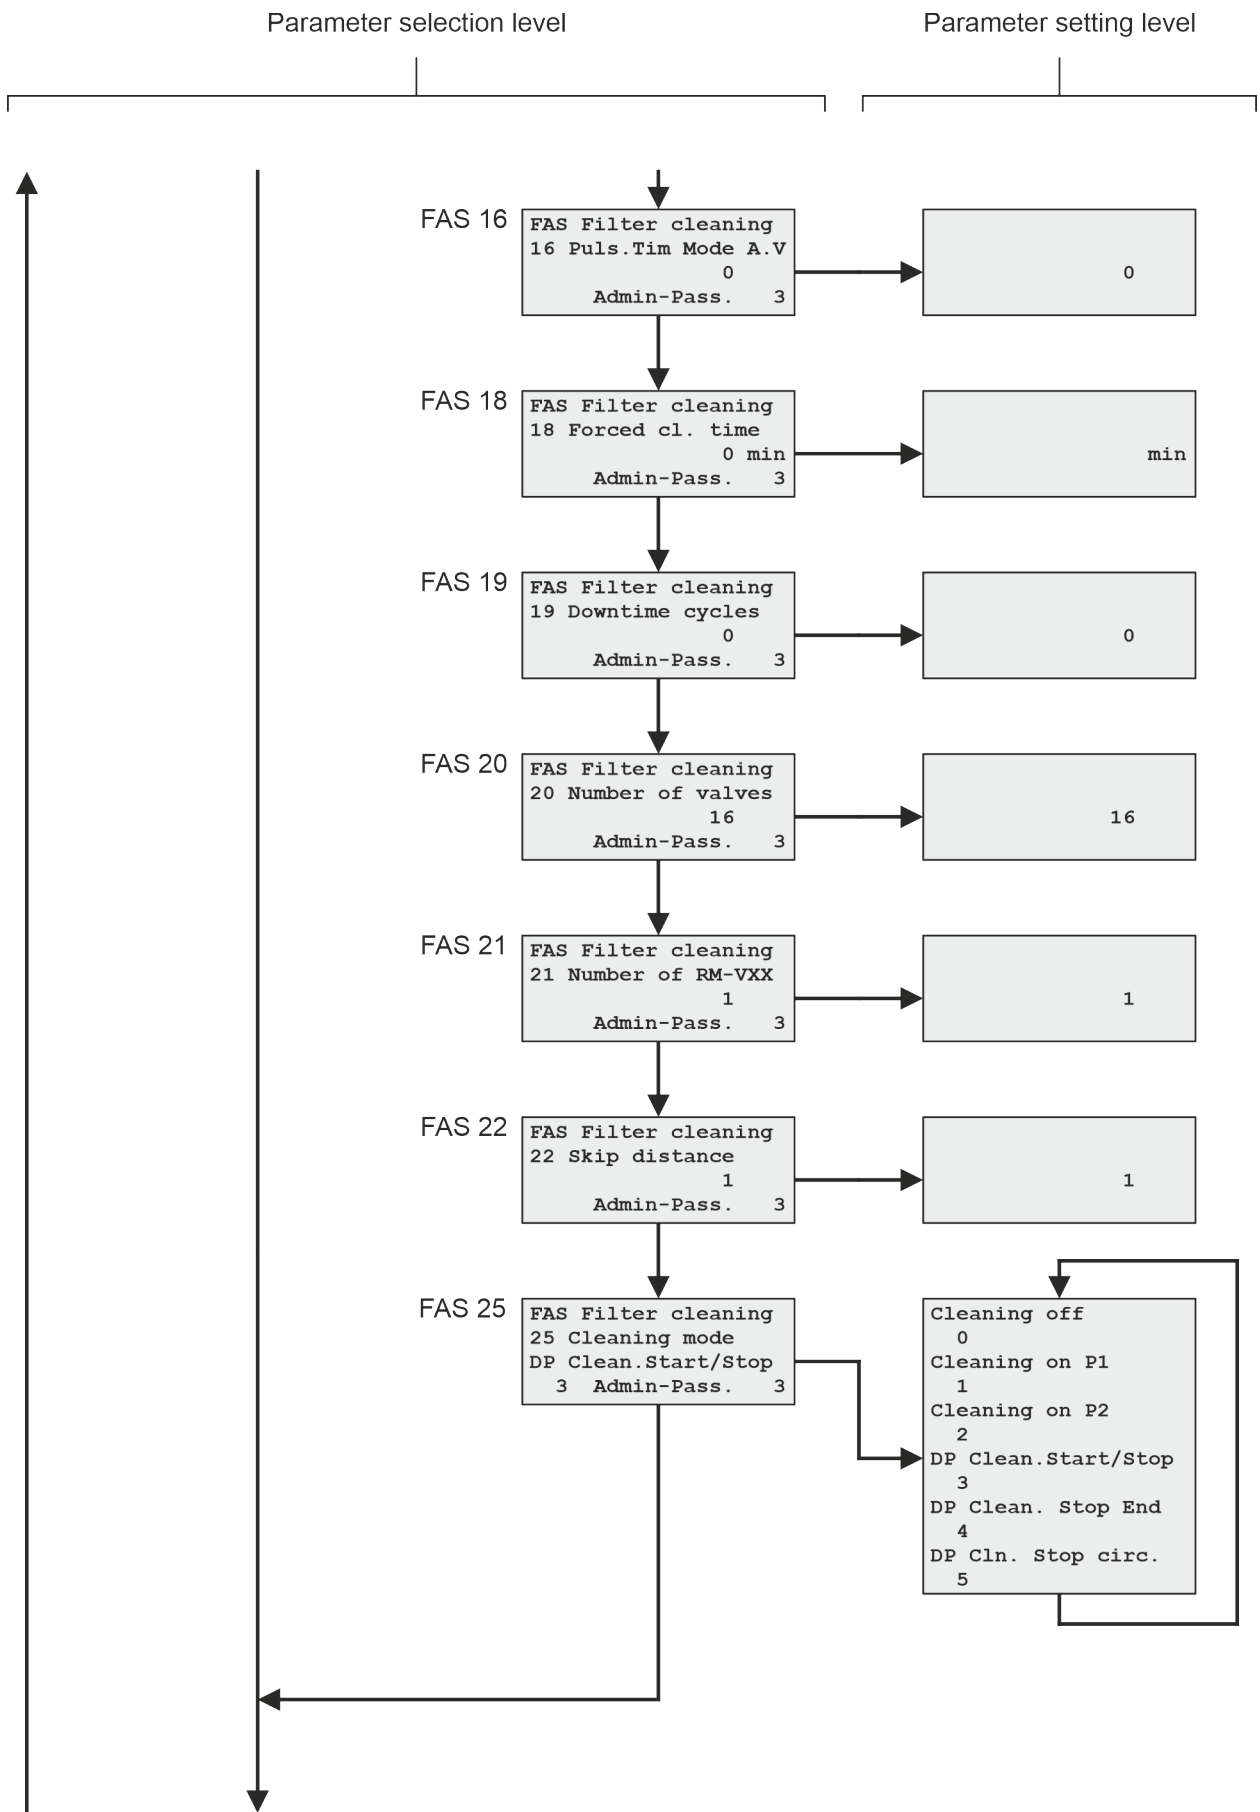 Parameter selection level
Parameter setting level
FAS 16
FAS Filter cleaning
16 Puls.Tim Mode A.V
0
Admin-Pass. 3
0
FAS 18
FAS Filter cleaning
18 Forced cl. time
0 min
Admin-Pass. 3
min
FAS 19
FAS Filter cleaning
19 Downtime cycles
0
Admin-Pass. 3
0
FAS 20
FAS Filter cleaning
20 Number of valves
16
Admin-Pass. 3
16
FAS 21
FAS Filter cleaning
21 Number of RM-VXX
1
Admin-Pass. 3
1
FAS 22
FAS Filter cleaning
22 Skip distance
1
Admin-Pass. 3
1
FAS 25
FAS Filter cleaning
25 Cleaning mode
DP Clean.Start/Stop
3 Admin-Pass. 3
Cleaning off
0
Cleaning on P1
1
Cleaning on P2
2
DP Clean.Start/Stop
3
DP Clean. Stop End
4
DP Cln. Stop circ.
5